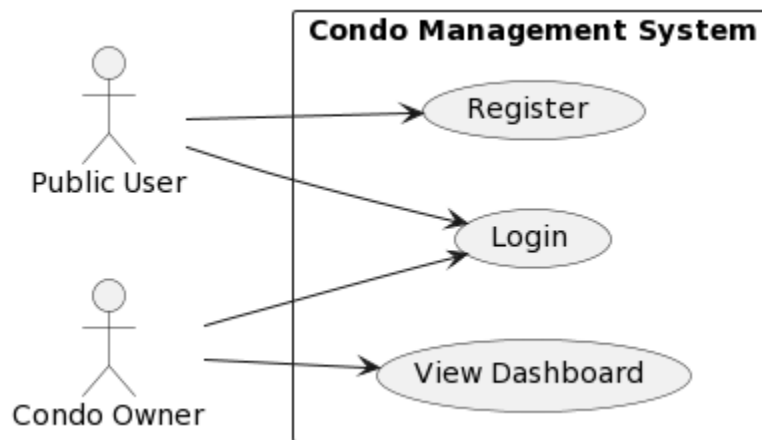 Condo Management System
Register
Public User
Login
View Dashboard
Condo Owner